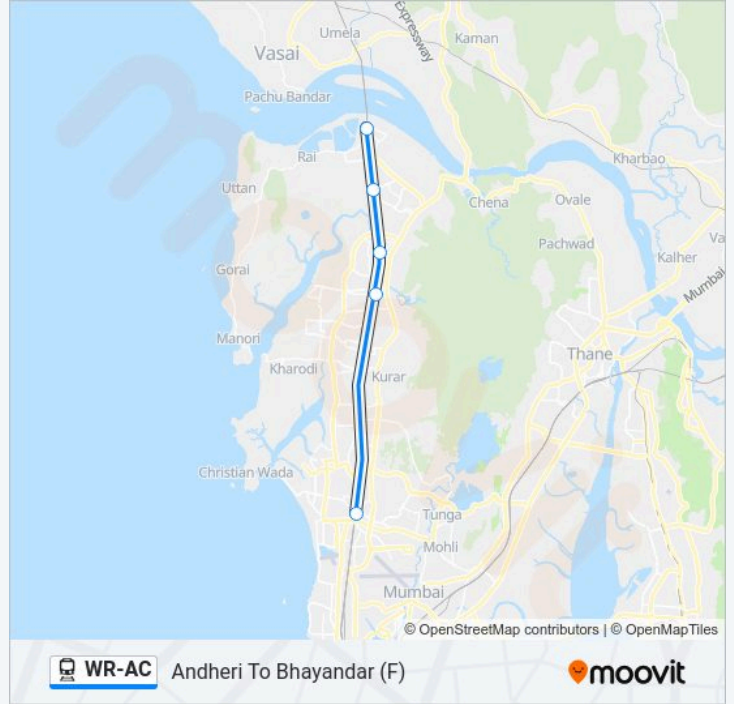 Expressway
Umela
Kaman
Vasai
Pachu Bandar
Rai
Kharbao
Uttan
Chena
Ovale
Pachwad
Va
Kalher
Gorai
Mumbai
Manori
Thane
Kharodi
Kurar
Christian Wada
Tunga
Mohli
Mumbai
© OpenStreetMap contributors | © OpenMapTiles
WR-AC Andheri To Bhayandar (F) moovit